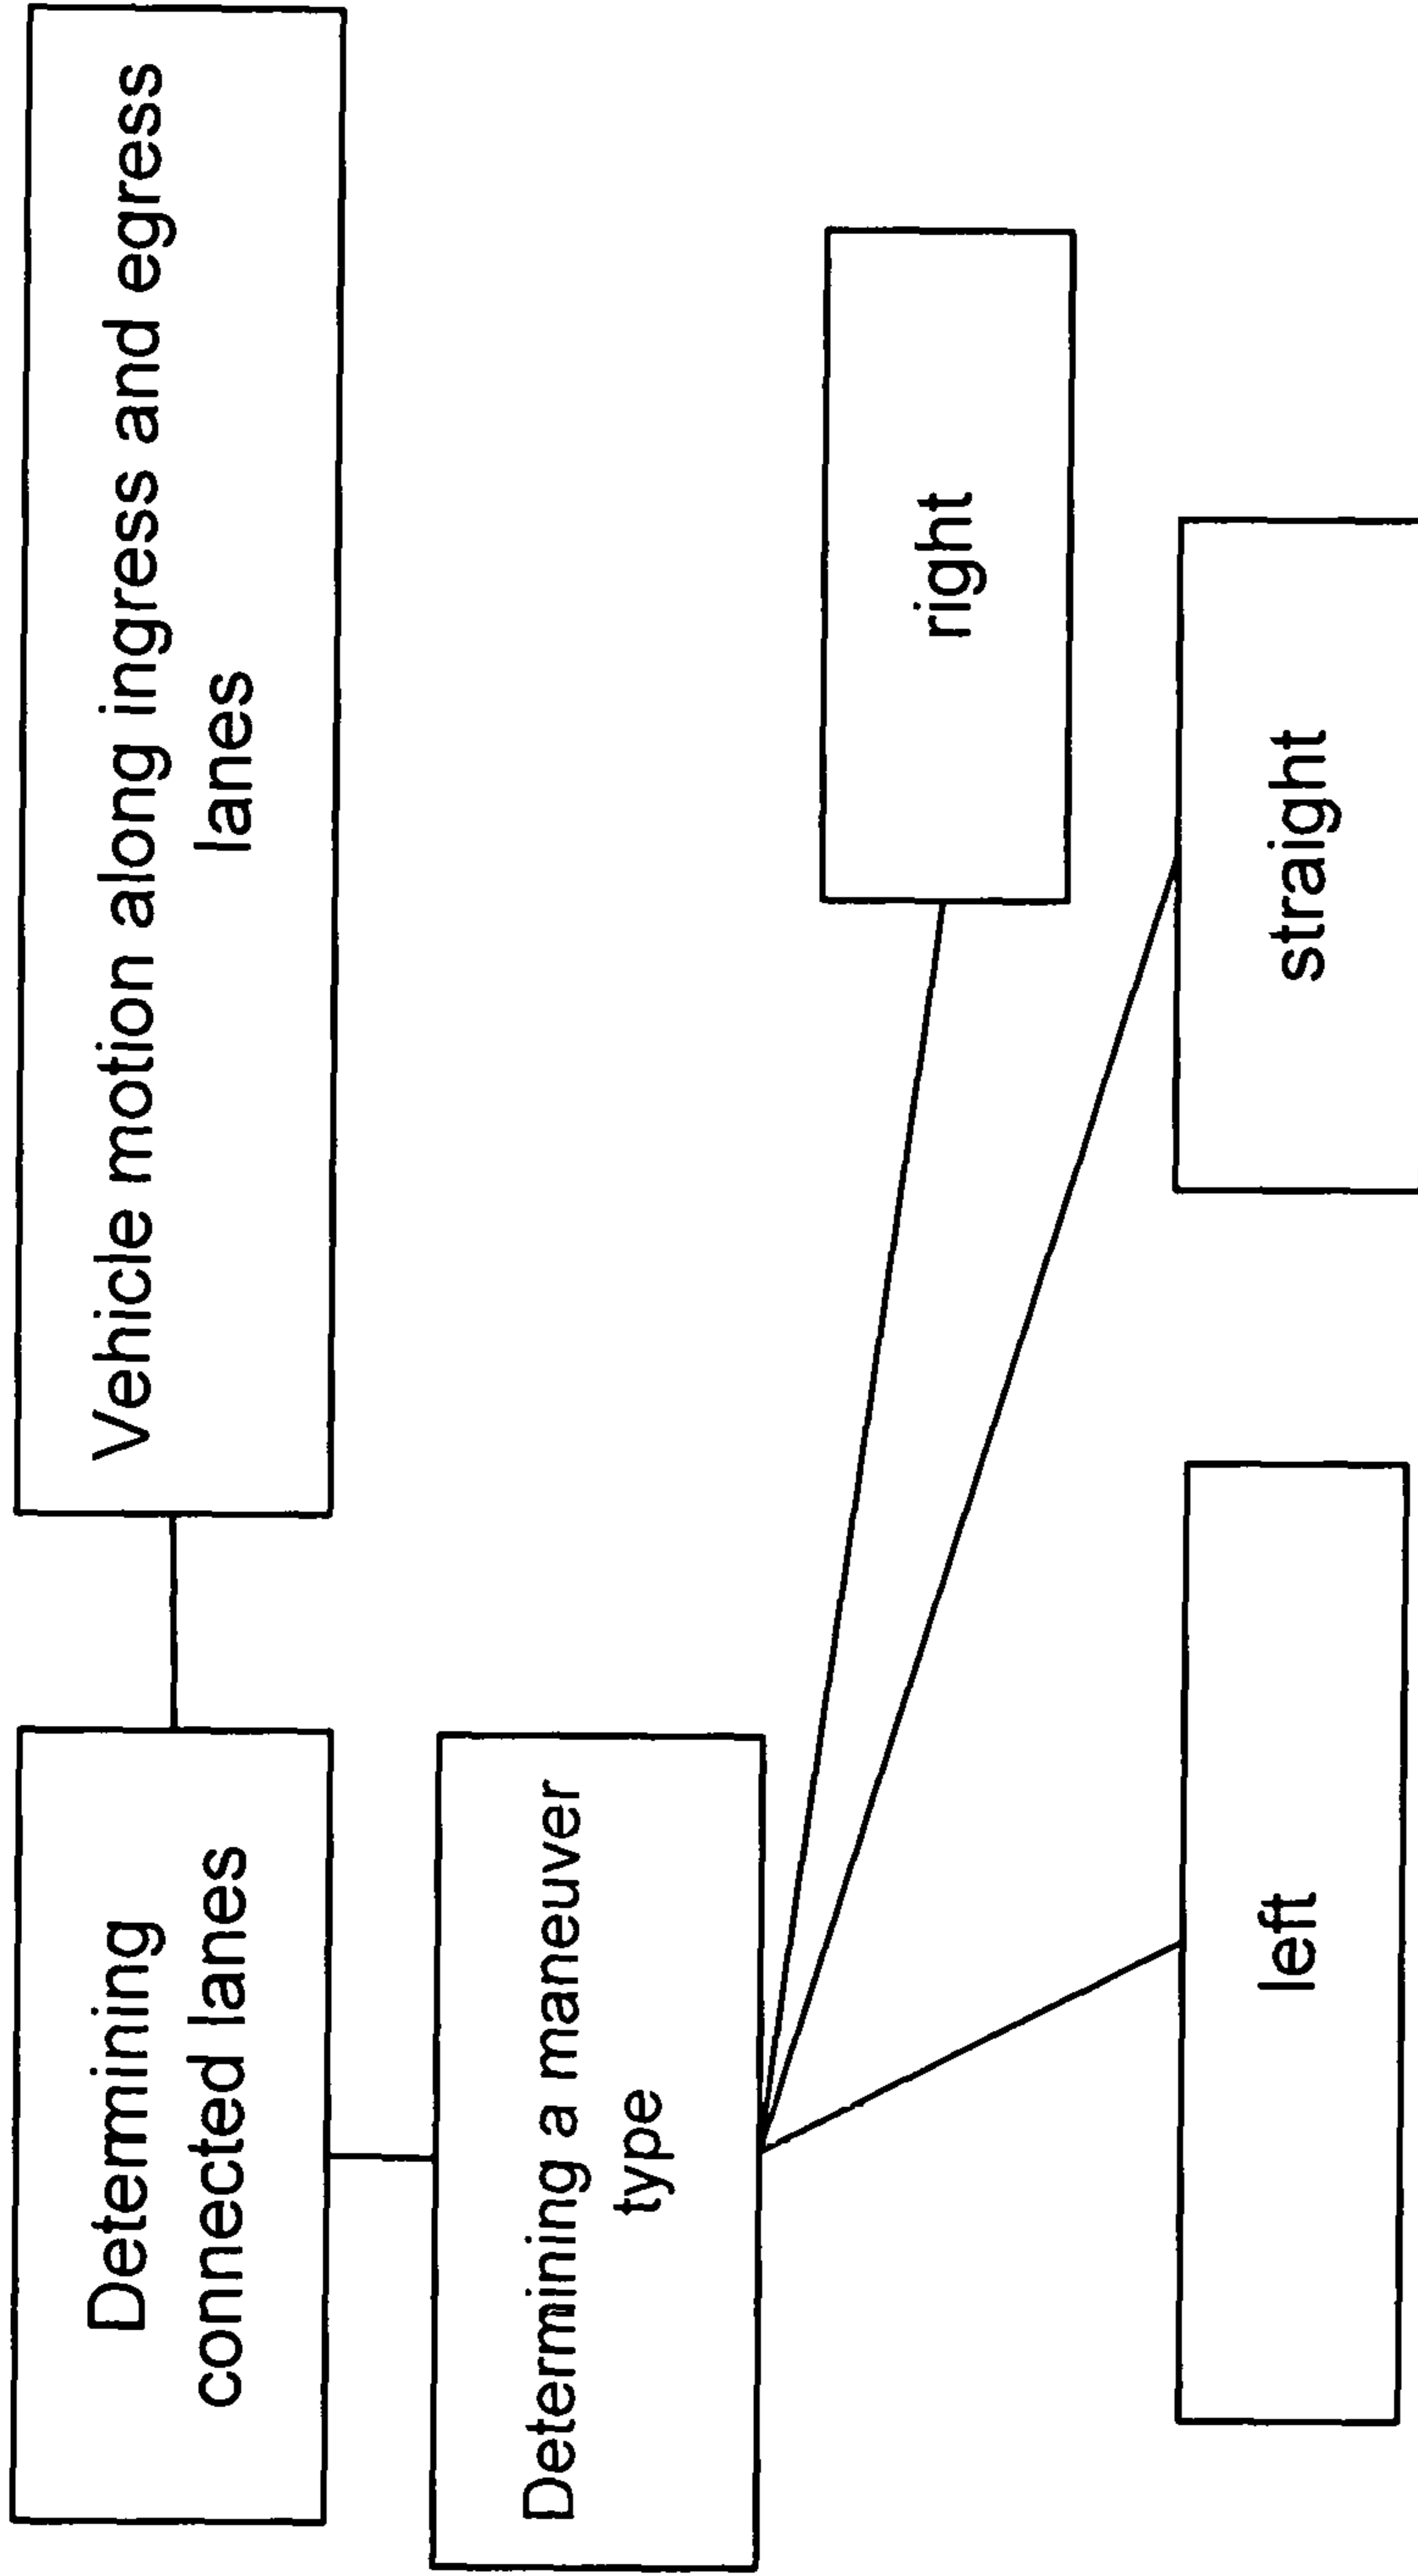 Determining
connected lanes
Vehicle motion along ingress and egress
lanes
Determining a maneuver
type
right
left
straight